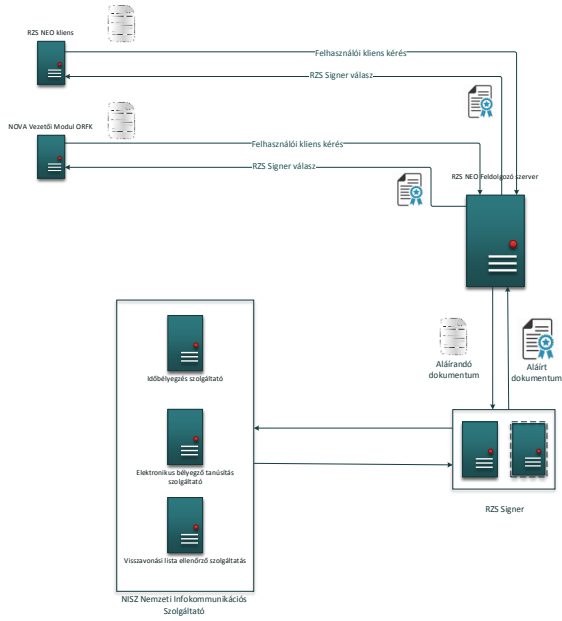 RZS NEO kliens
Felhasználói kliens kérés
RZS Signer válasz
NOVA Vezetői Modul ORFK
Felhasználói kliens kérés
RZS Signer válasz
RZS NEO Feldolgozó szerver
Aláírandó
dokumentum
Aláírt
dokumentum
Időbélyegzés szolgáltató
Elektronikus bélyegző tanúsítás
szolgáltató
Visszavonási lista ellenőrző szolgáltatás
RZS Signer
NISZ Nemzeti Infokommunikációs
Szolgáltató